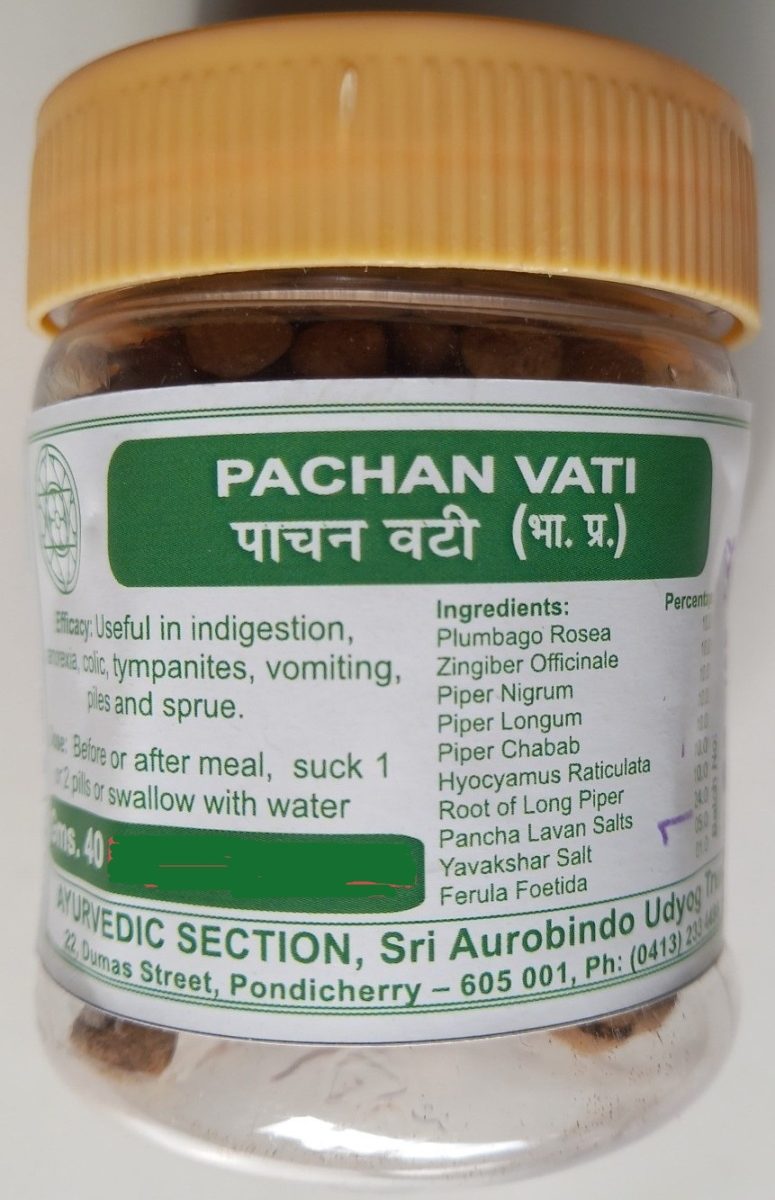 PACHAN VATI
पाचन वटी (भा. प्र.)
Efficacy: Useful in indigestion,
anorexia, colic, tympanites, vomiting,
piles and sprue.
Before or after meal, suck 1
or 2 pills or swallow with water
40
Ingredients:
Plumbago Rosea
Zingiber Officinale
Piper Nigrum
Piper Longum
Piper Chabab
Hyocyamus Raticulata
Root of Long Piper
Pancha Lavan Salts
Yavakshar Salt
Ferula Foetida
AYURVEDIC SECTION, Sri Aurobindo Udyog
22, Dumas Street, Pondicherry – 605 001, Ph: (0413)